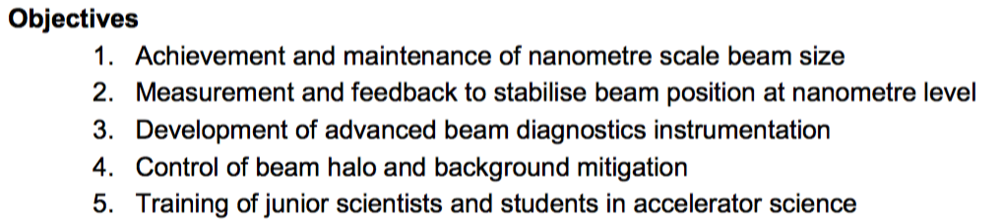 Objectives
1. Achievement and maintenance of nanometre scale beam size
2. Measurement and feedback to stabilise beam position at nanometre level
3. Development of advanced beam diagnostics instrumentation
4. Control of beam halo and background mitigation
5. Training of junior scientists and students in accelerator science